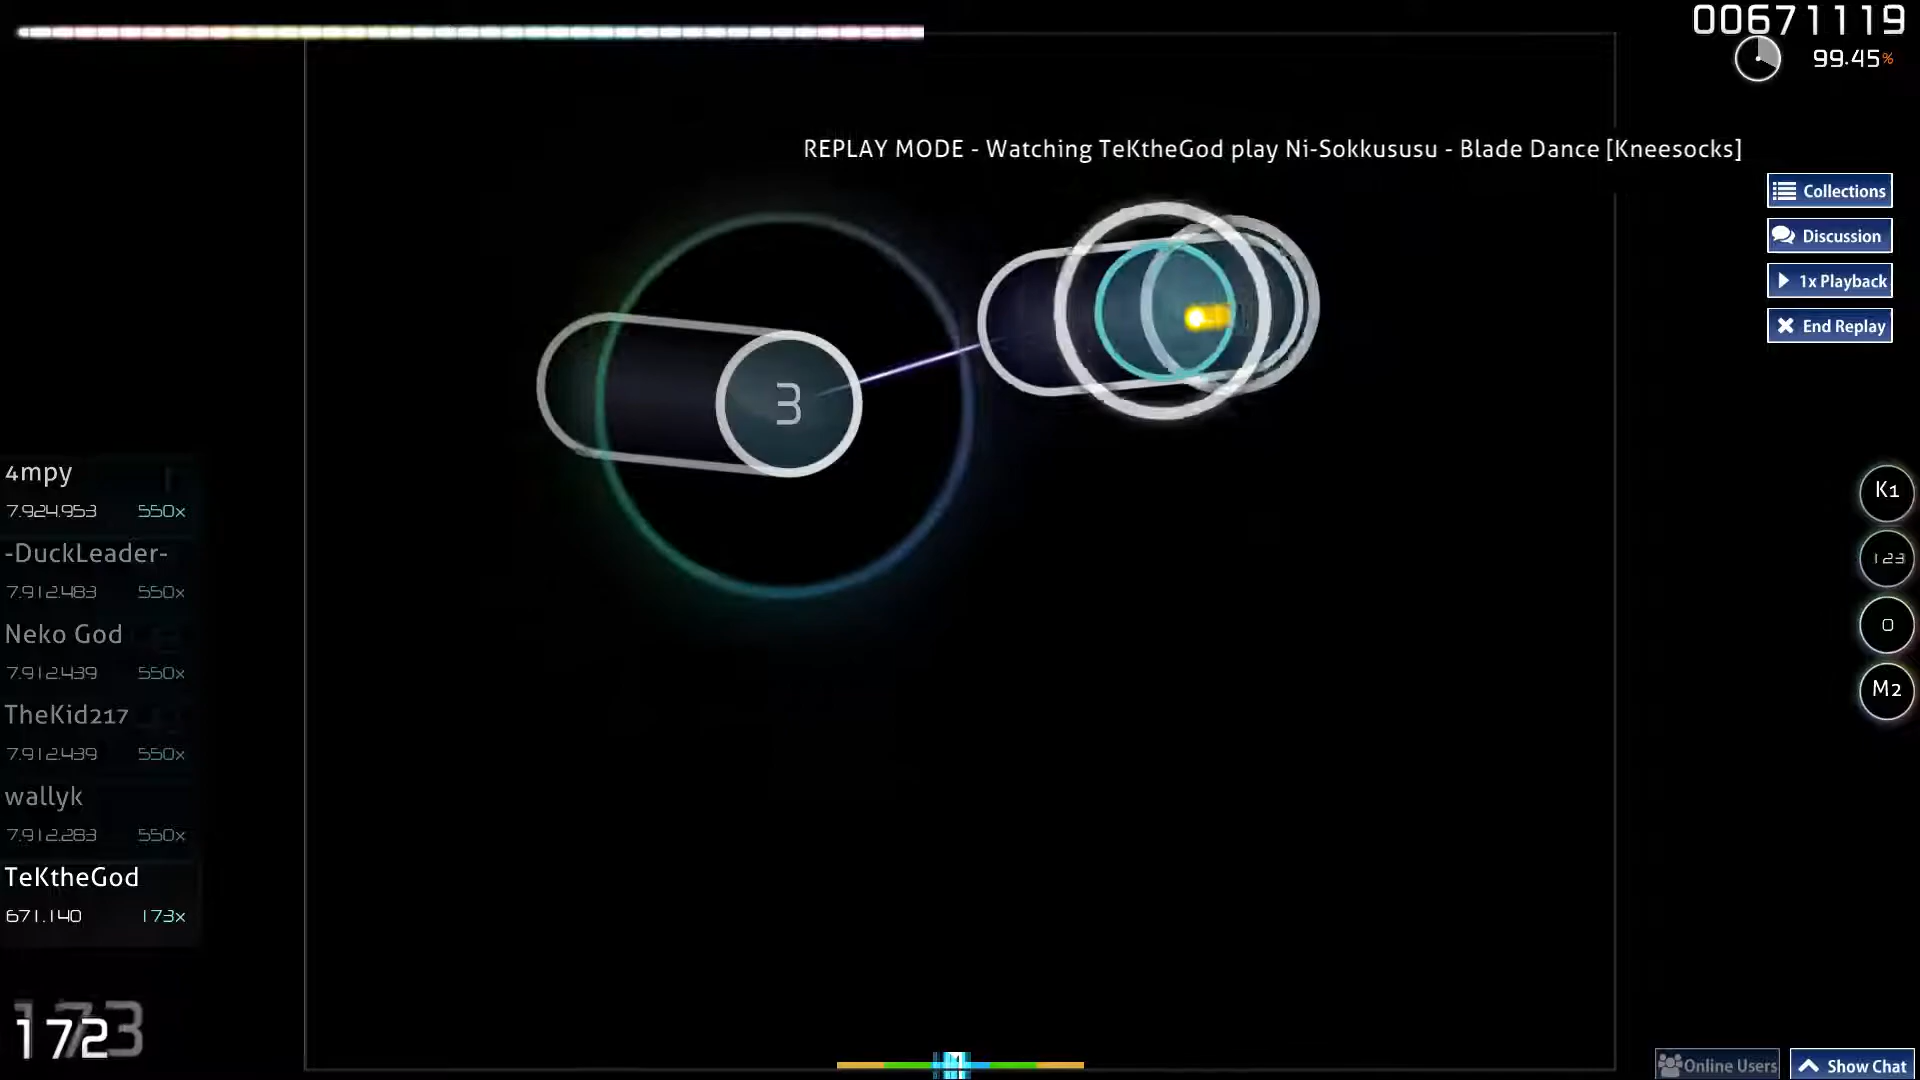 00671119
99.45%
REPLAY MODE - Watching TeKtheGod play Ni-Sokkususu - Blade Dance [Kneesocks]
Collections
Discussion
1x Playback
End Replay
3
4mpy
7.924.953 550x
-DuckLeader-
7.912.483 550x
Neko God
7.912.439 550x
TheKid217
7.912.439 550x
wallyk
7.912.283 550x
TeKtheGod
671.140 173x
K1
123
0
M2
172
173
Online Users
Show Chat